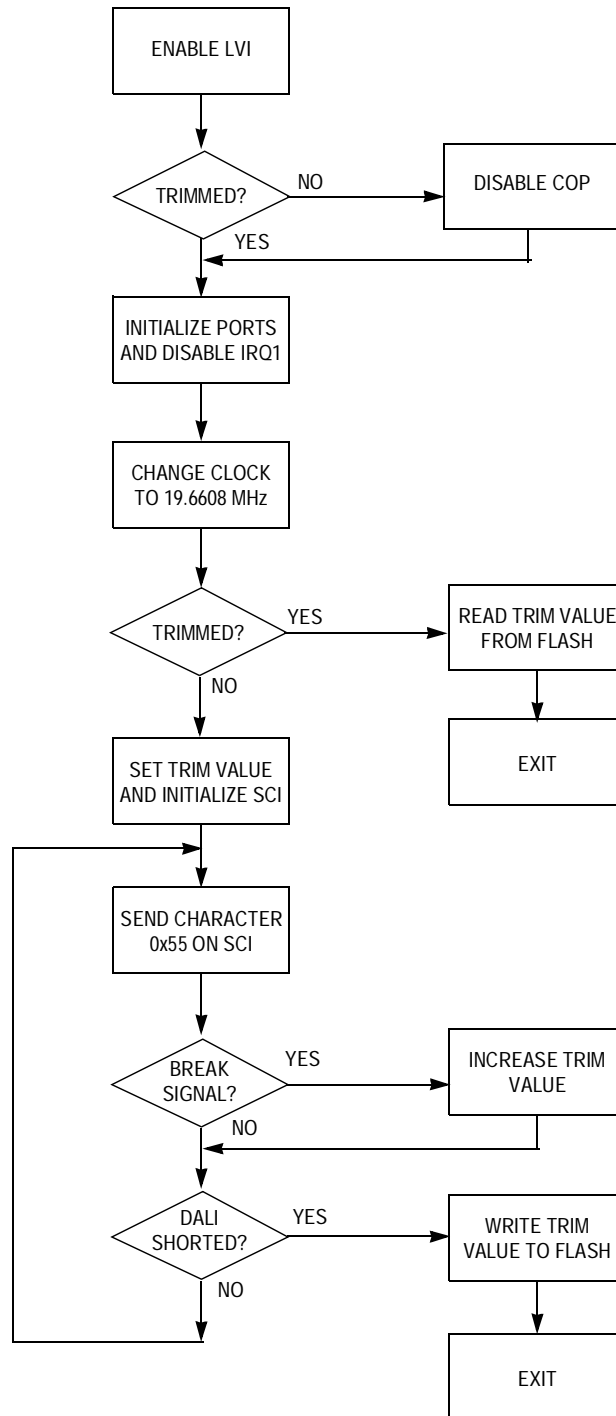 ENABLE LVI
TRIMMED?
NO
DISABLE COP
YES
INITIALIZE PORTS
AND DISABLE IRQ1
CHANGE CLOCK
TO 19.6608 MHz
TRIMMED?
YES
READ TRIM VALUE
FROM FLASH
NO
EXIT
SET TRIM VALUE
AND INITIALIZE SCI
SEND CHARACTER
0x55 ON SCI
BREAK
SIGNAL?
YES
INCREASE TRIM
VALUE
NO
DALI
SHORTED?
YES
WRITE TRIM
VALUE TO FLASH
NO
EXIT